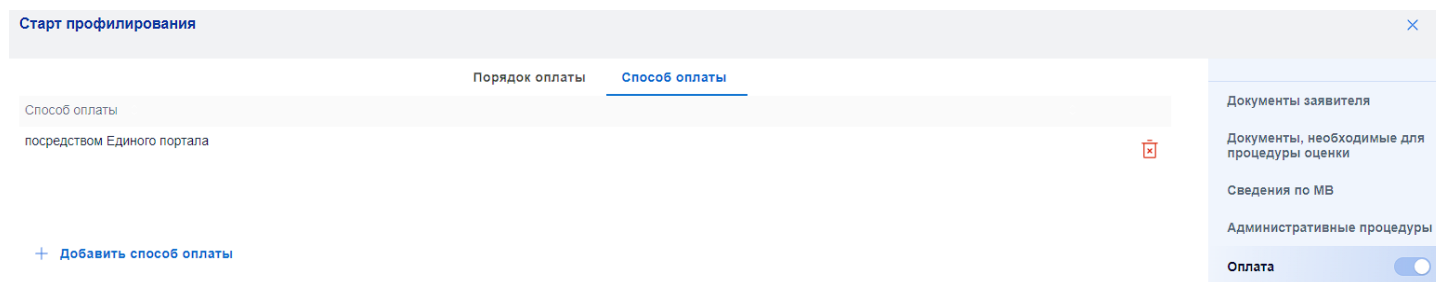 Старт профилирования
Порядок оплаты
Способ оплаты
Способ оплаты
посредством Единого портала
Добавить способ оплаты
Документы заявителя
Документы, необходимые для
процедуры оценки
Сведения по МВ
Административные процедуры
Оплата